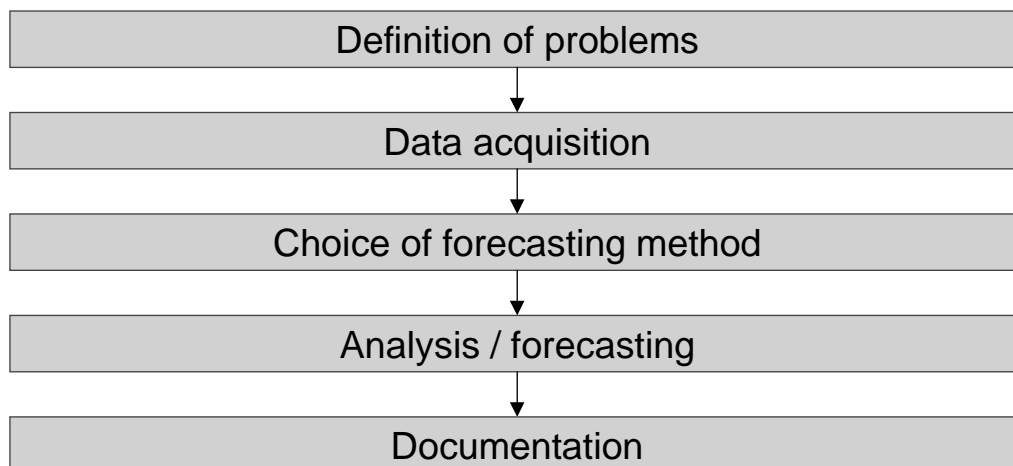 Definition of problems
Data acquisition
Choice of forecasting method
Analysis / forecasting
Documentation